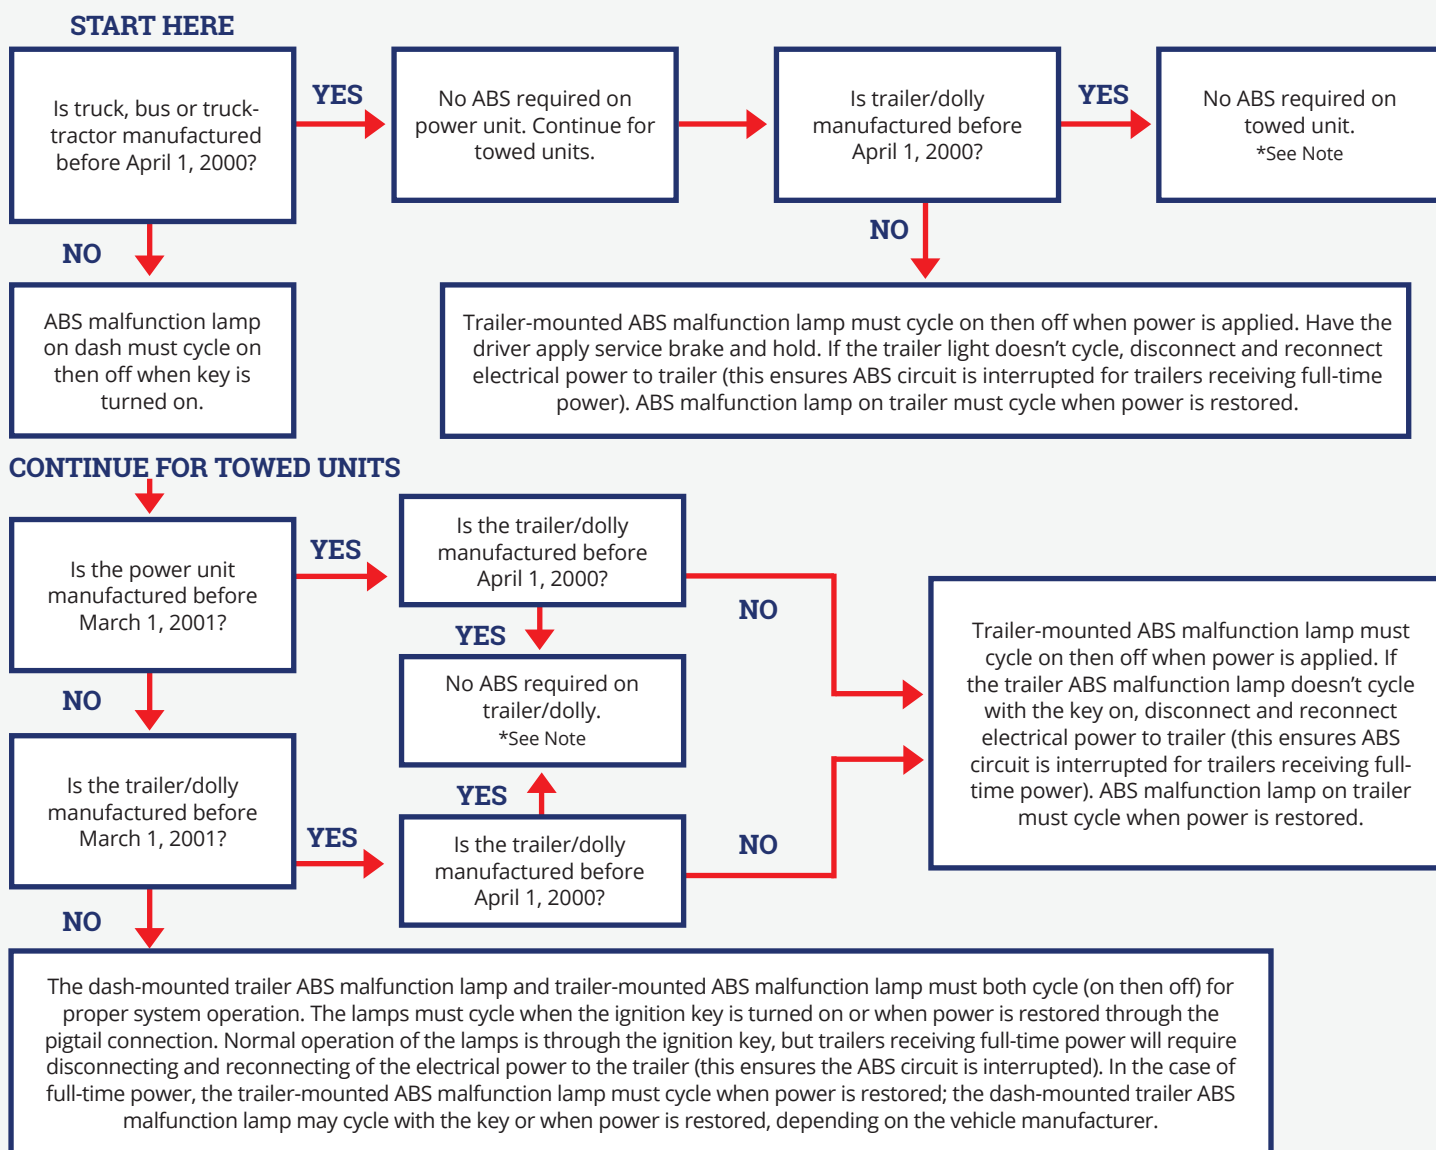 START HERE
Is truck, bus or truck-
tractor manufactured
before April 1, 2000?
YES
No ABS required on
power unit. Continue for
towed units.
Is trailer/dolly
manufactured before
April 1, 2000?
YES
No ABS required on
towed unit.
*See Note
NO
ABS malfunction lamp
on dash must cycle on
then off when key is
turned on.
NO
Trailer-mounted ABS malfunction lamp must cycle on then off when power is applied. Have the
driver apply service brake and hold. If the trailer light doesn’t cycle, disconnect and reconnect
electrical power to trailer (this ensures ABS circuit is interrupted for trailers receiving full-time
power). ABS malfunction lamp on trailer must cycle when power is restored.
CONTINUE FOR TOWED UNITS
Is the power unit
manufactured before
March 1, 2001?
YES
Is the trailer/dolly
manufactured before
April 1, 2000?
NO
YES
No ABS required on
trailer/dolly.
*See Note
Trailer-mounted ABS malfunction lamp must
cycle on then off when power is applied. If
the trailer ABS malfunction lamp doesn’t cycle
with the key on, disconnect and reconnect
electrical power to trailer (this ensures ABS
circuit is interrupted for trailers receiving full-
time power). ABS malfunction lamp on trailer
must cycle when power is restored.
NO
Is the trailer/dolly
manufactured before
March 1, 2001?
YES
YES
Is the trailer/dolly
manufactured before
April 1, 2000?
NO
NO
The dash-mounted trailer ABS malfunction lamp and trailer-mounted ABS malfunction lamp must both cycle (on then off) for
proper system operation. The lamps must cycle when the ignition key is turned on or when power is restored through the
pigtail connection. Normal operation of the lamps is through the ignition key, but trailers receiving full-time power will require
disconnecting and reconnecting of the electrical power to the trailer (this ensures the ABS circuit is interrupted). In the case of
full-time power, the trailer-mounted ABS malfunction lamp must cycle when power is restored; the dash-mounted trailer ABS
malfunction lamp may cycle with the key or when power is restored, depending on the vehicle manufacturer.